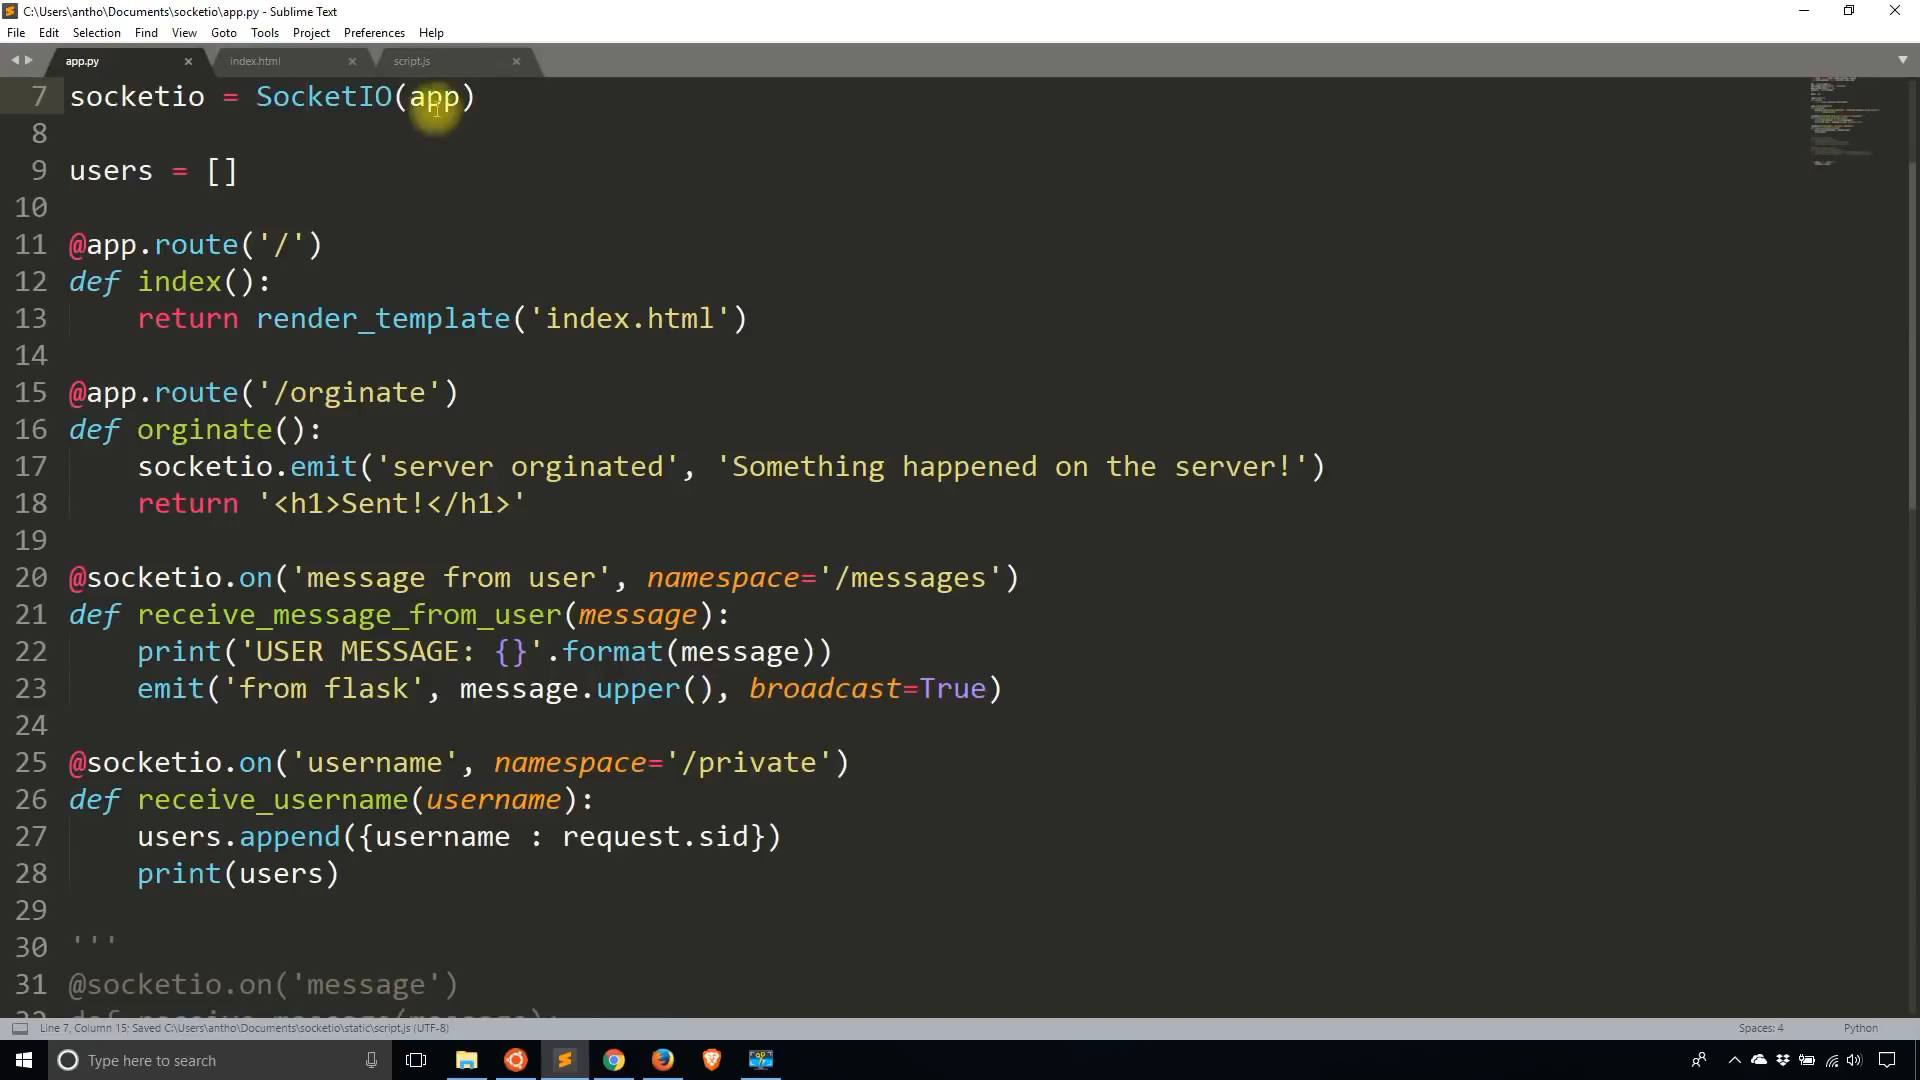 C:\Users\antho\Documents\socketio\app.py - Sublime Text
File Edit Selection Find View Goto Tools Project Preferences Help
app.py index.html script.js
7 socketio = SocketIO(app)
8
9 users = []
10
11 @app.route('/')
12 def index():
13 return render_template('index.html')
14
15 @app.route('/orginate')
16 def orginate():
17 socketio.emit('server orginated', 'Something happened on the server!')
18 return '<h1>Sent!</h1>'
19
20 @socketio.on('message from user', namespace='/messages')
21 def receive_message_from_user(message):
22 print('USER MESSAGE: {}'.format(message))
23 emit('from flask', message.upper(), broadcast=True)
24
25 @socketio.on('username', namespace='/private')
26 def receive_username(username):
27 users.append({username : request.sid})
28 print(users)
29
30 '''
31 @socketio.on('message')
32 def receive_message(message):
Line 7, Column 15; Saved C:\Users\antho\Documents\socketio\static\script.js (UTF-8) Spaces: 4 Python
Type here to search